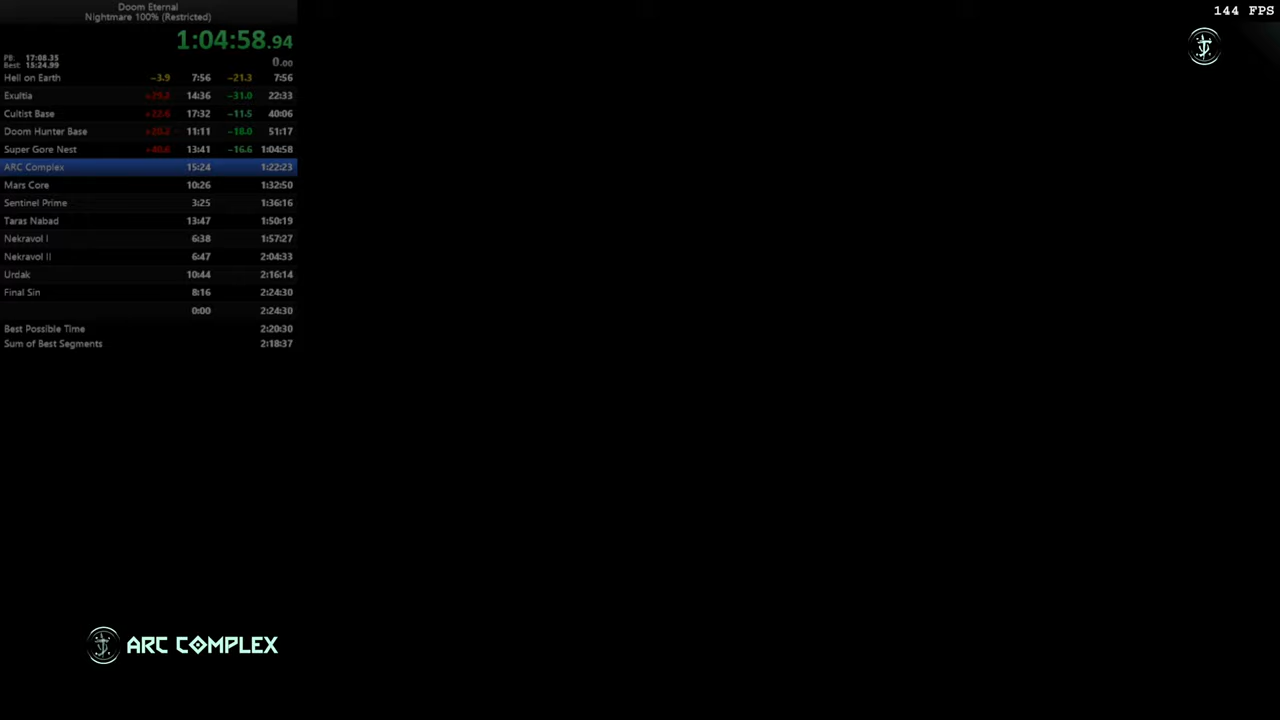 Doom Eternal
144 FPS
Nightmare 100% (Restricted)
1:04:58.94
PB: 17:08.35
Best: 15:24.99
0.00
Hell on Earth −3.9 7:56 −21.3 7:56
Exultia 14:36 −31.0 22:33
Cultist Base +22.6 17:32 −11.5 40:06
Doom Hunter Base 11:11 −18.0 51:17
Super Gore Nest +40.6 13:41 −16.6 1:04:58
ARC Complex 15:24 1:22:23
Mars Core 10:26 1:32:50
Sentinel Prime 3:25 1:36:16
Taras Nabad 13:47 1:50:19
Nekravol I 6:38 1:57:27
Nekravol II 6:47 2:04:33
Urdak 10:44 2:16:14
Final Sin 8:16 2:24:30
0:00 2:24:30
Best Possible Time 2:20:30
Sum of Best Segments 2:18:37
ARC COMPLEX